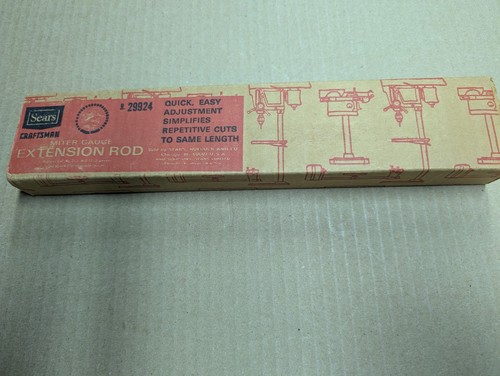 Sears
CRAFTSMAN
29924
MITER GAUGE
EXTENSION ROD
QUICK, EASY
ADJUSTMENT
SIMPLIFIES
REPETITIVE CUTS
TO SAME LENGTH